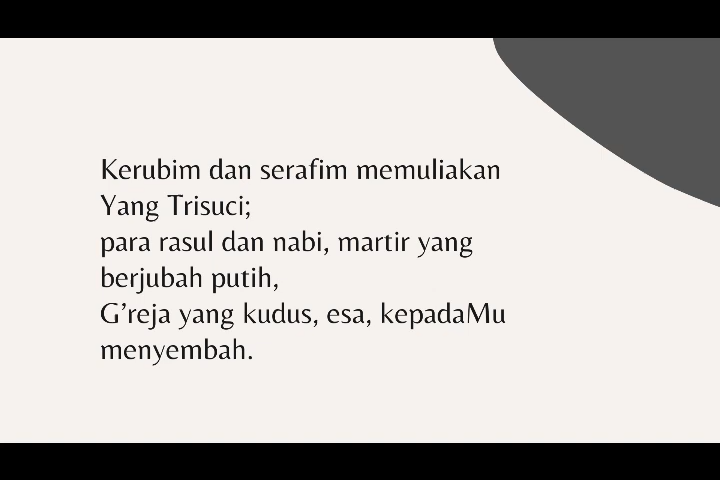 Kerubim dan serafim memuliakan
Yang Trisuci;
para rasul dan nabi, martir yang
berjubah putih,
G’reja yang kudus, esa, kepadaMu
menyembah.